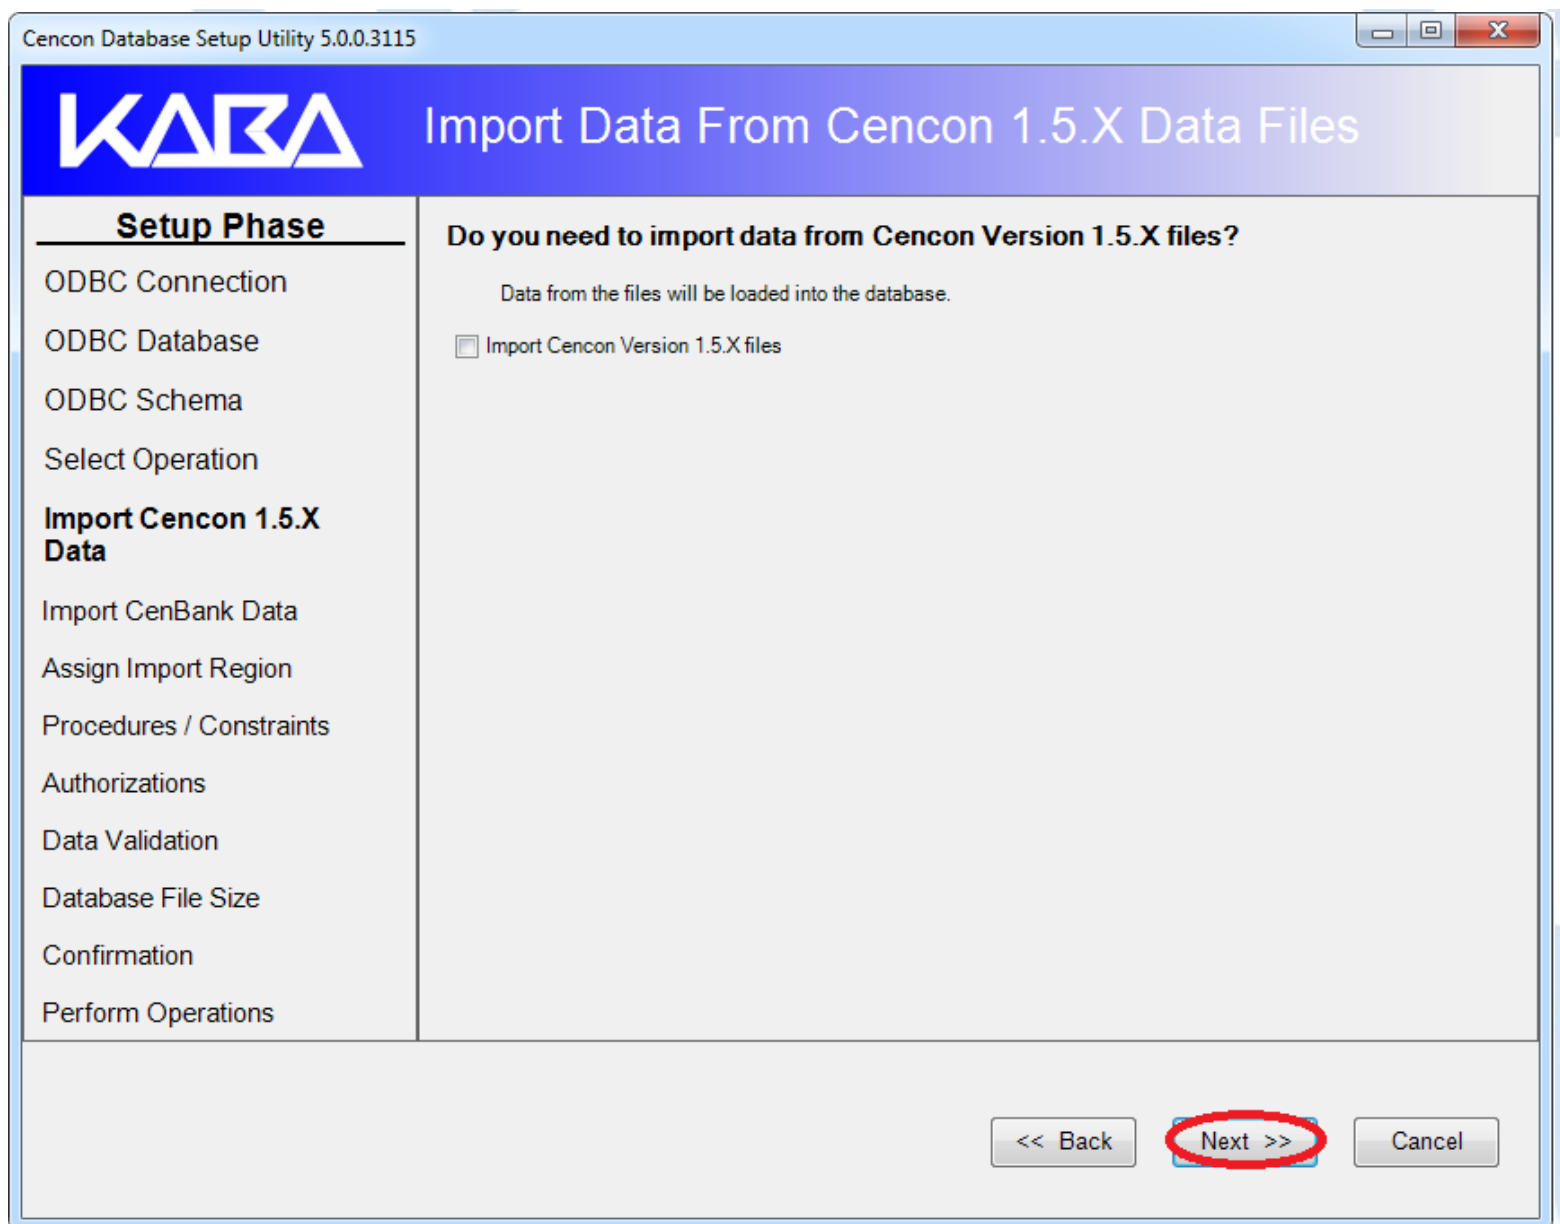 Cencon Database Setup Utility 5.0.0.3115
KABA
Import Data From Cencon 1.5.X Data Files
Setup Phase
ODBC Connection
ODBC Database
ODBC Schema
Select Operation
Import Cencon 1.5.X
Data
Import CenBank Data
Assign Import Region
Procedures / Constraints
Authorizations
Data Validation
Database File Size
Confirmation
Perform Operations
Do you need to import data from Cencon Version 1.5.X files?
Data from the files will be loaded into the database.
Import Cencon Version 1.5.X files
<< Back
Next >>
Cancel